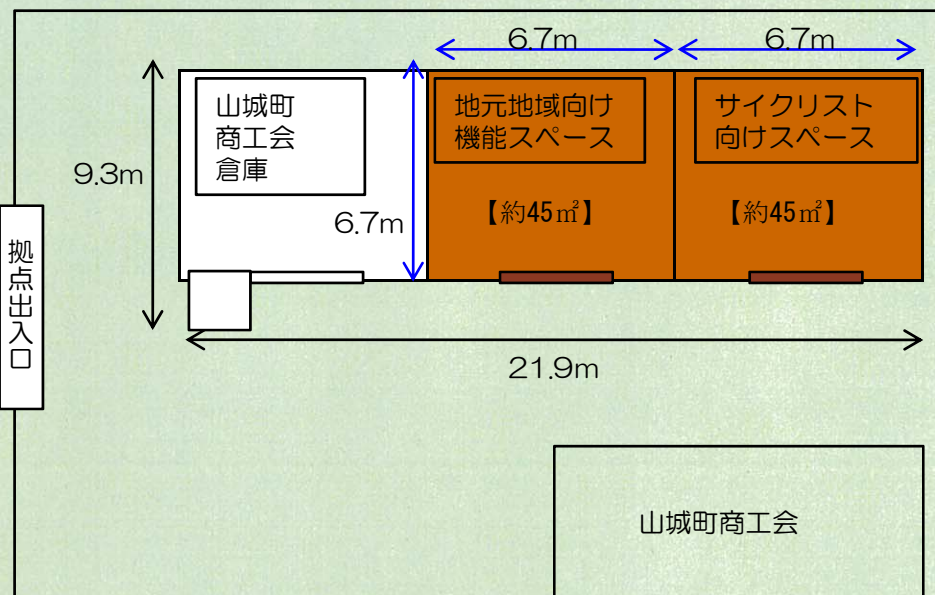 6.7m
6.7m
山城町
商工会
倉庫
地元地域向け
機能スペース
サイクリスト
向けスペース
9.3m
6.7m
【約45㎡】
【約45㎡】
拠点出入口
21.9m
山城町商工会